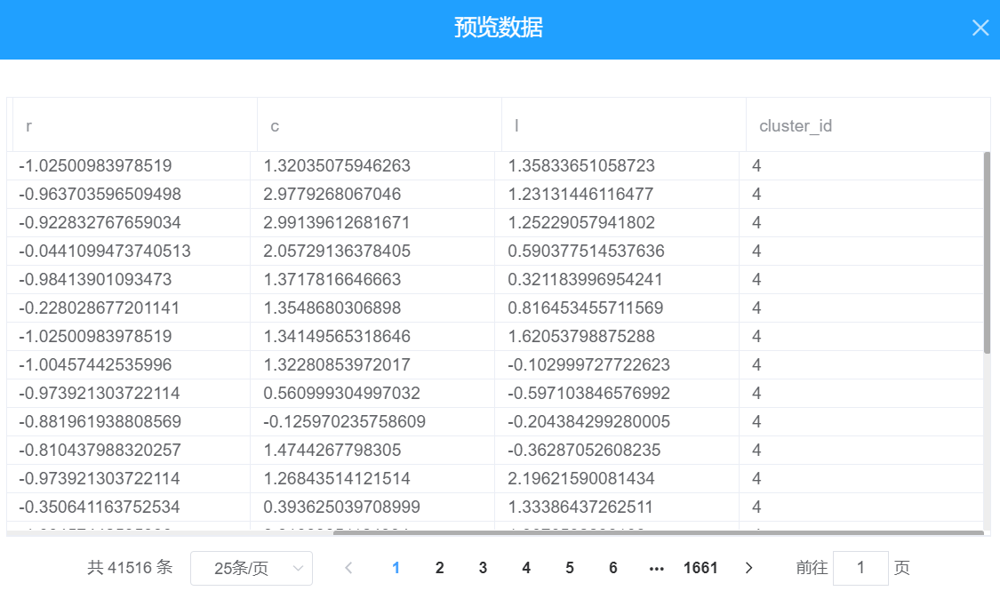 预览数据
r c l cluster_id
-1.02500983978519 1.32035075946263 1.35833651058723 4
-0.963703596509498 2.9779268067046 1.23131446116477 4
-0.922832767659034 2.99139612681671 1.25229057941802 4
-0.0441099473740513 2.05729136378405 0.590377514537636 4
-0.98413901093473 1.3717816646663 0.321183996954241 4
-0.228028677201141 1.3548680306898 0.816453455711569 4
-1.02500983978519 1.34149565318646 1.62053798875288 4
-1.00457442535996 1.32280853972017 -0.102999727722623 4
-0.973921303722114 0.560999304997032 -0.597103846576992 4
-0.881961938808569 -0.125970235758609 -0.204384299280005 4
-0.810437988320257 1.4744267798305 -0.36287052608235 4
-0.973921303722114 1.26843514121514 2.19621590081434 4
-0.350641163752534 0.393625039708999 1.33386437262511 4
共 41516 条 25条/页 1 2 3 4 5 6 ••• 1661 前往 1 页